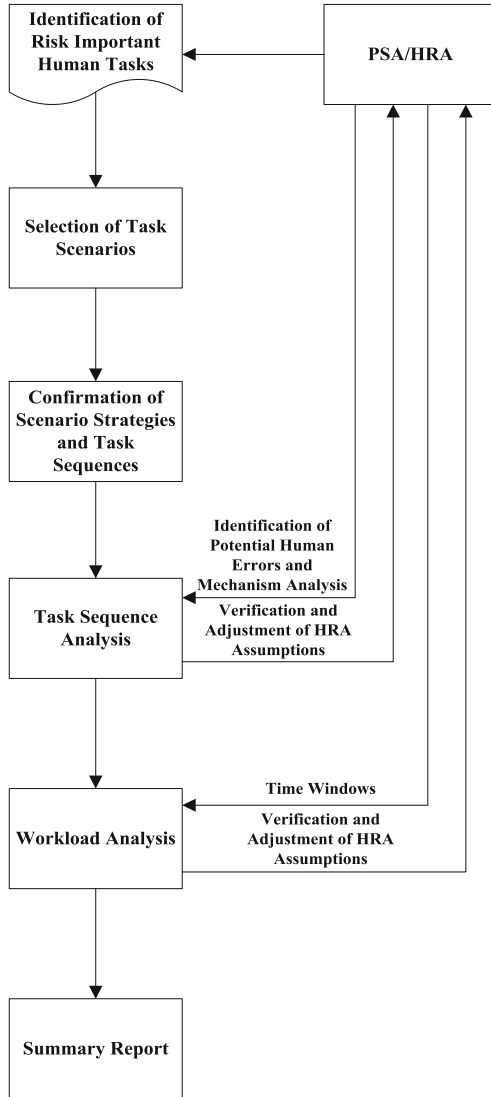 Identification of
Risk Important
Human Tasks
PSA/HRA
Selection of Task
Scenarios
Confirmation of
Scenario Strategies
and Task
Sequences
Identification of
Potential Human
Errors and
Mechanism Analysis
Task Sequence
Analysis
Verification and
Adjustment of HRA
Assumptions
Time Windows
Workload Analysis
Verification and
Adjustment of HRA
Assumptions
Summary Report